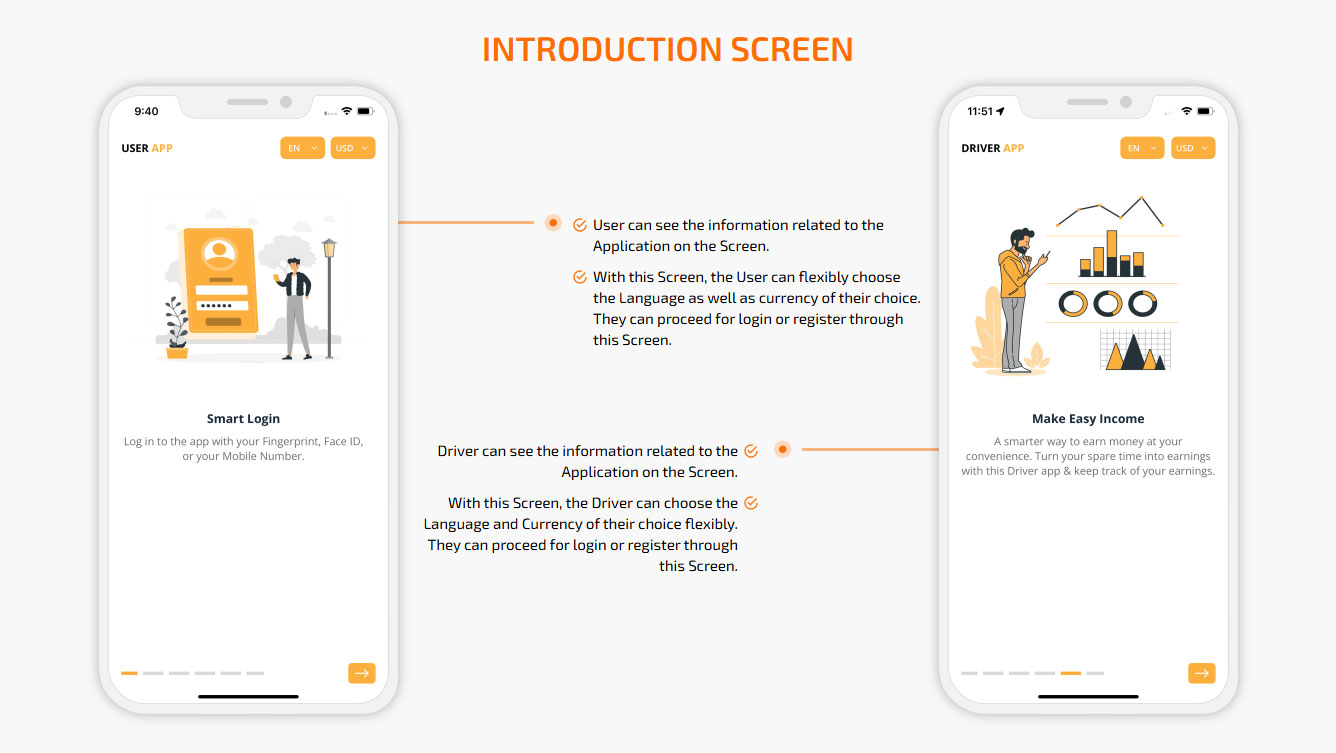 INTRODUCTION SCREEN
9:40
USER APP
EN
USD
Smart Login
Log in to the app with your Fingerprint, Face ID,
or your Mobile Number.
User can see the information related to the
Application on the Screen.
With this Screen, the User can flexibly choose
the Language as well as currency of their choice.
They can proceed for login or register through
this Screen.
Driver can see the information related to the
Application on the Screen.
With this Screen, the Driver can choose the
Language and Currency of their choice flexibly.
They can proceed for login or register through
this Screen.
11:51
DRIVER APP
EN
USD
Make Easy Income
A smarter way to earn money at your
convenience. Turn your spare time into earnings
with this Driver app & keep track of your earnings.